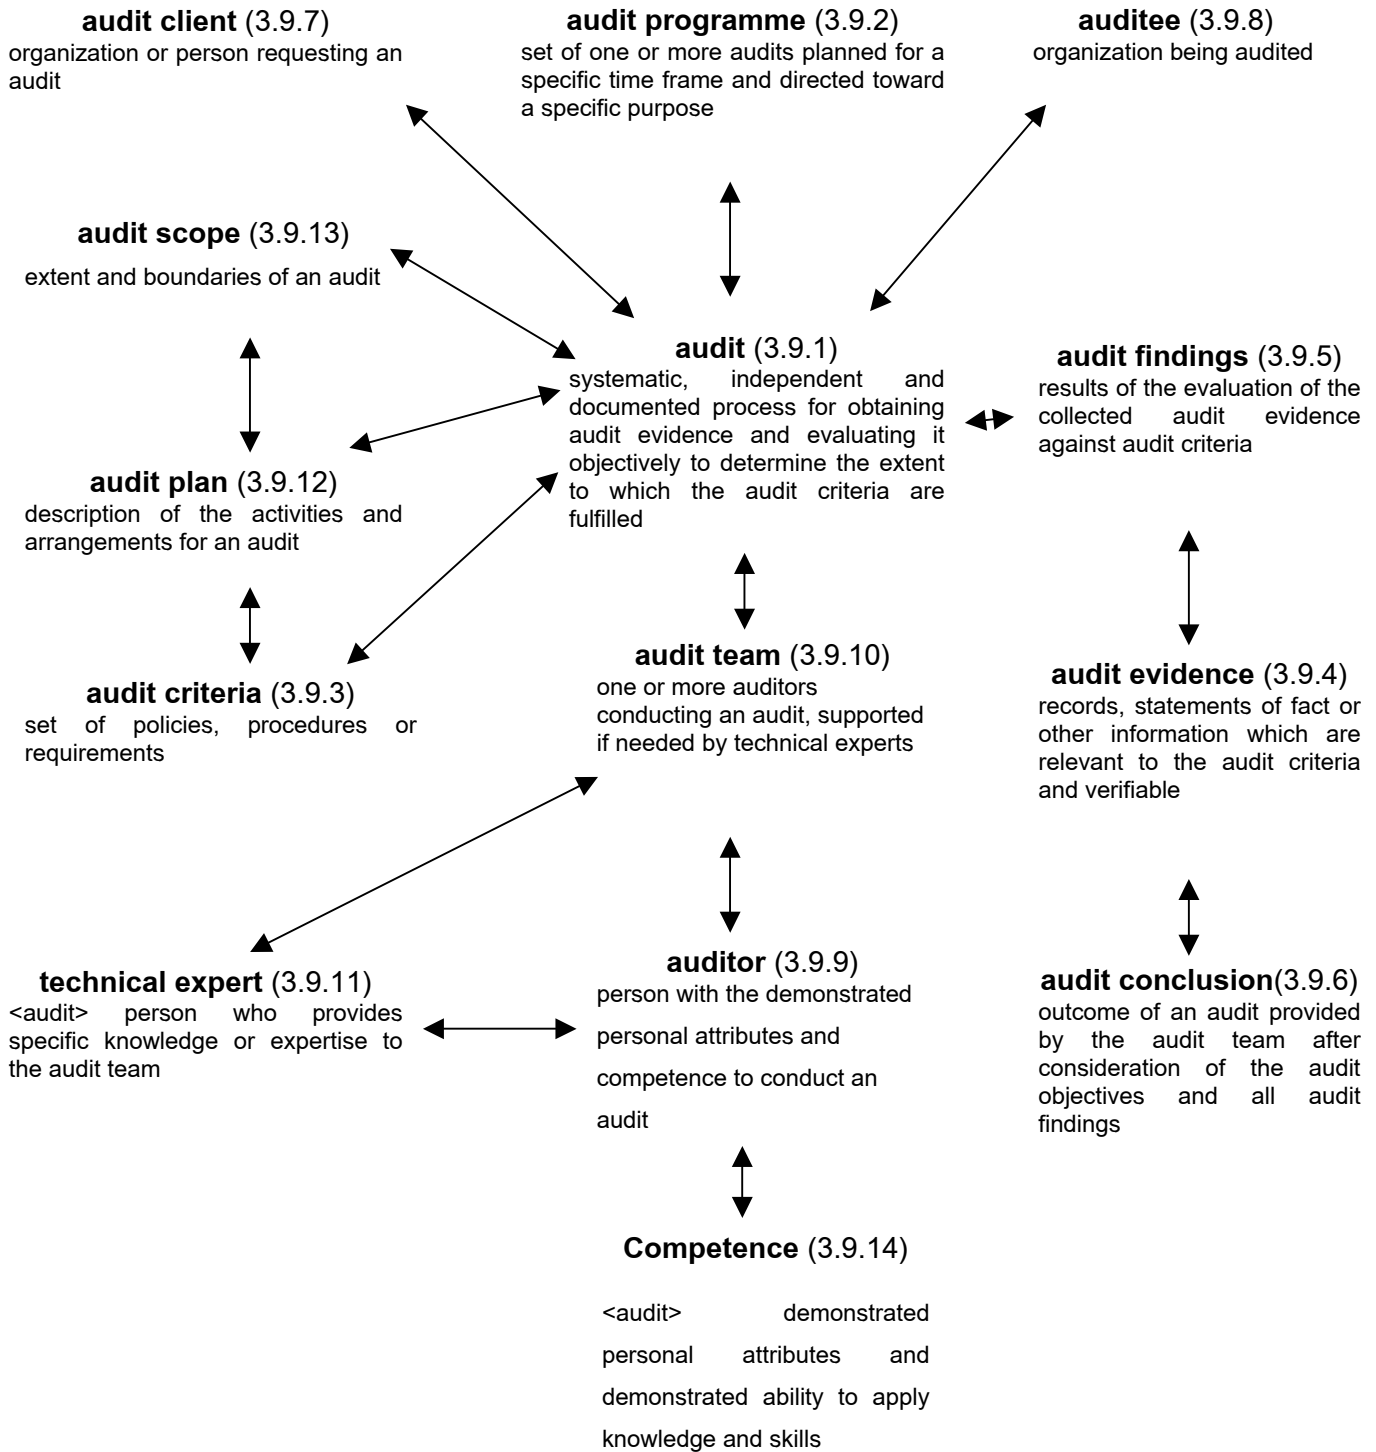 audit client (3.9.7)
organization or person requesting an
audit
audit programme (3.9.2)
set of one or more audits planned for a
specific time frame and directed toward
a specific purpose
auditee (3.9.8)
organization being audited
audit scope (3.9.13)
extent and boundaries of an audit
audit (3.9.1)
systematic, independent and
documented process for obtaining
audit evidence and evaluating it
objectively to determine the extent
to which the audit criteria are
fulfilled
audit findings (3.9.5)
results of the evaluation of the
collected audit evidence
against audit criteria
audit plan (3.9.12)
description of the activities and
arrangements for an audit
audit criteria (3.9.3)
set of policies, procedures or
requirements
audit team (3.9.10)
one or more auditors
conducting an audit, supported
if needed by technical experts
audit evidence (3.9.4)
records, statements of fact or
other information which are
relevant to the audit criteria
and verifiable
technical expert (3.9.11)
<audit> person who provides
specific knowledge or expertise to
the audit team
auditor (3.9.9)
person with the demonstrated
personal attributes and
competence to conduct an
audit
audit conclusion(3.9.6)
outcome of an audit provided
by the audit team after
consideration of the audit
objectives and all audit
findings
Competence (3.9.14)
<audit> demonstrated
personal attributes and
demonstrated ability to apply
knowledge and skills